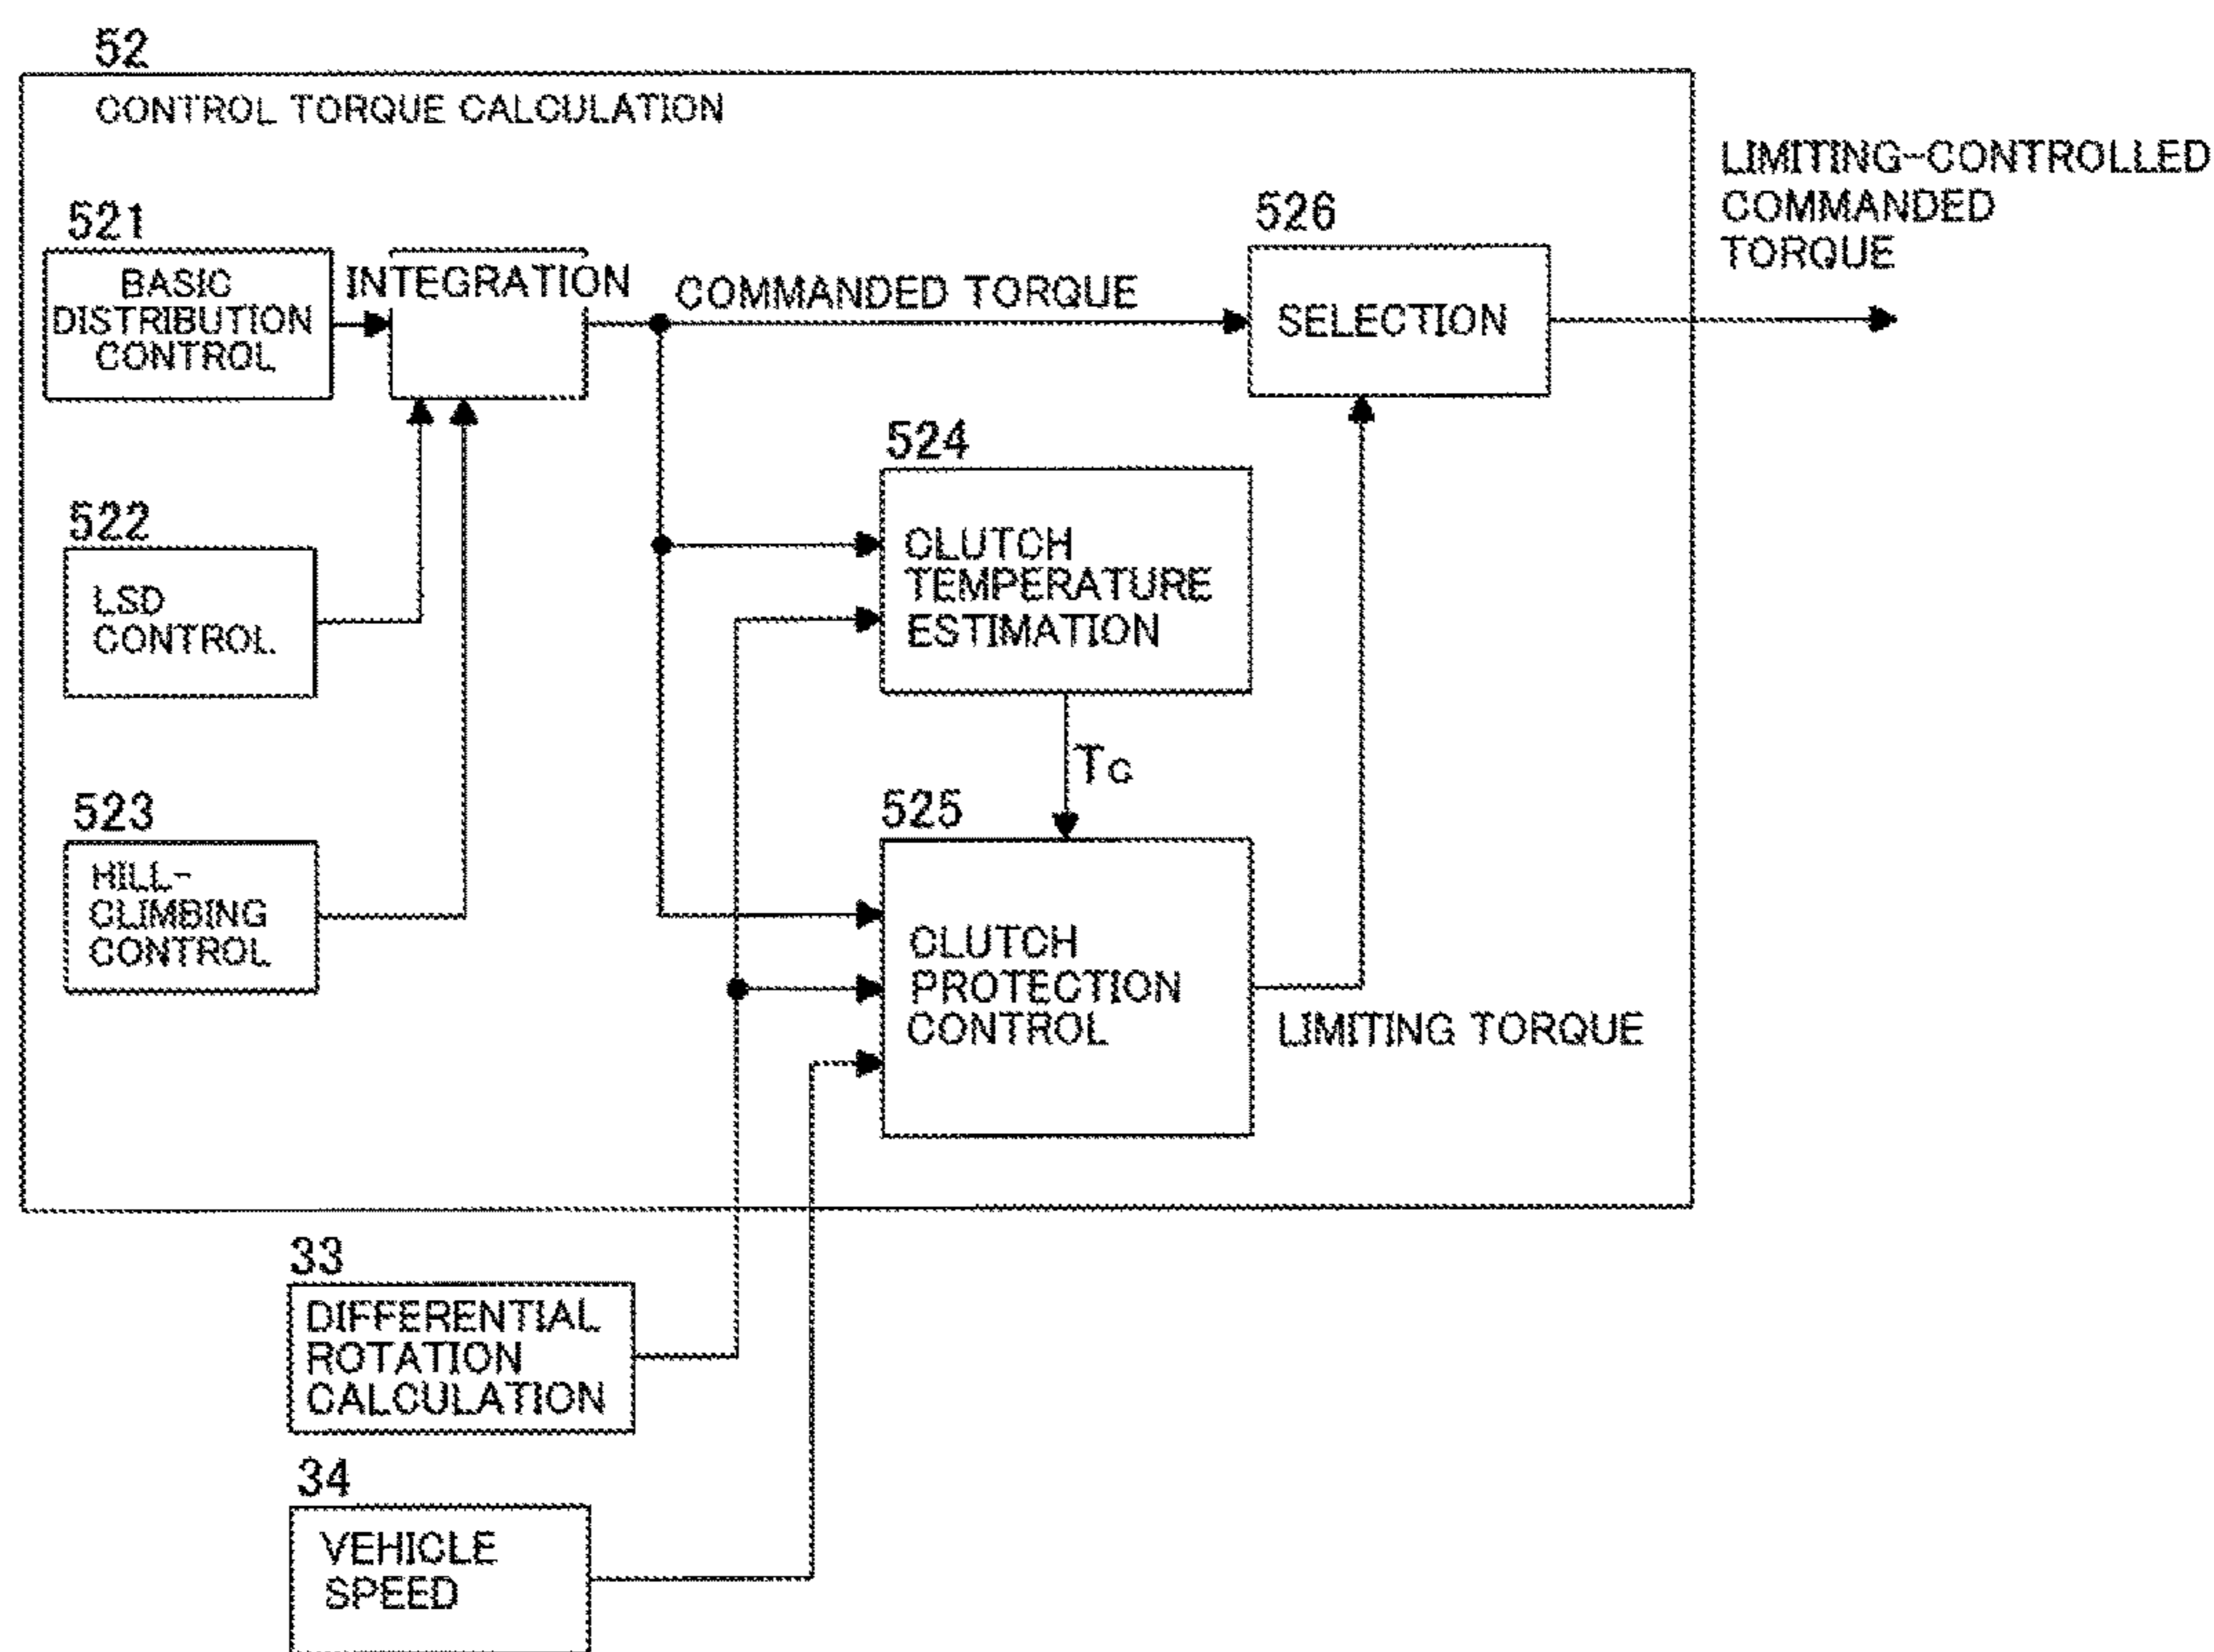 52
CONTROL TORQUE CALCULATION
LIMITING-CONTROLLED
COMMANDED
TORQUE
521
BASIC
DISTRIBUTION
CONTROL
INTEGRATION
COMMANDED TORQUE
526
SELECTION
522
LSD
CONTROL
524
CLUTCH
TEMPERATURE
ESTIMATION
Tc
523
HILL-
CLIMBING
CONTROL
525
CLUTCH
PROTECTION
CONTROL
LIMITING TORQUE
33
DIFFERENTIAL
ROTATION
CALCULATION
34
VEHICLE
SPEED